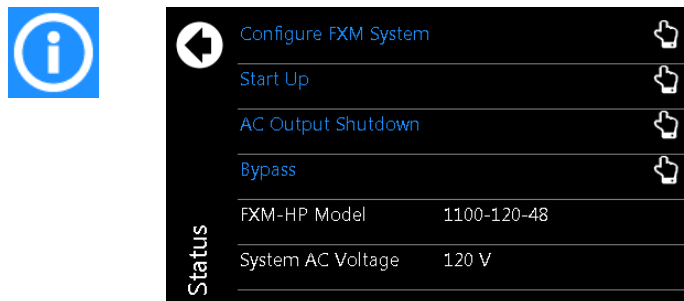 Configure FXM System
Start Up
AC Output Shutdown
Bypass
FXM-HP Model 1100-120-48
System AC Voltage 120 V
Status